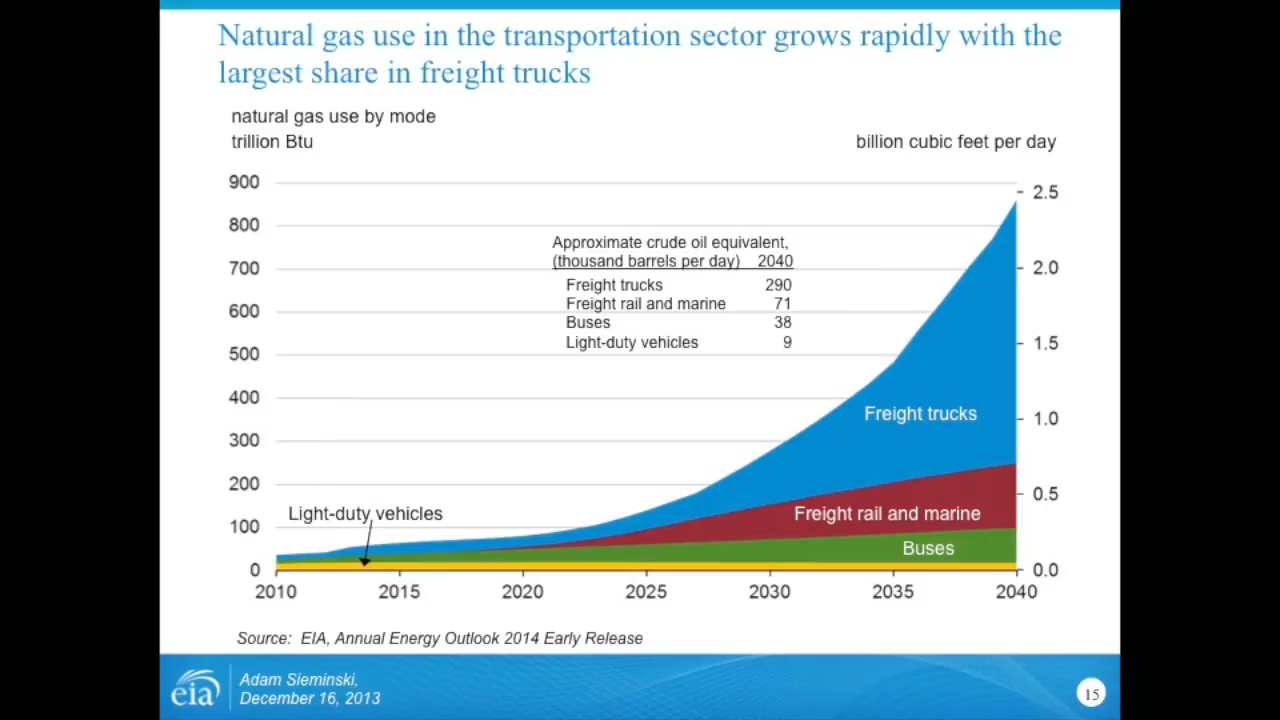 Natural gas use in the transportation sector grows rapidly with the
largest share in freight trucks
natural gas use by mode
trillion Btu
billion cubic feet per day
900
800
700
600
500
400
300
200
100
0
2.5
2.0
1.5
1.0
0.5
0.0
Approximate crude oil equivalent,
(thousand barrels per day) 2040
Freight trucks 290
Freight rail and marine 71
Buses 38
Light-duty vehicles 9
Freight trucks
Freight rail and marine
Buses
Light-duty vehicles
2010 2015 2020 2025 2030 2035 2040
Source: EIA, Annual Energy Outlook 2014 Early Release
eia
Adam Sieminski,
December 16, 2013
15